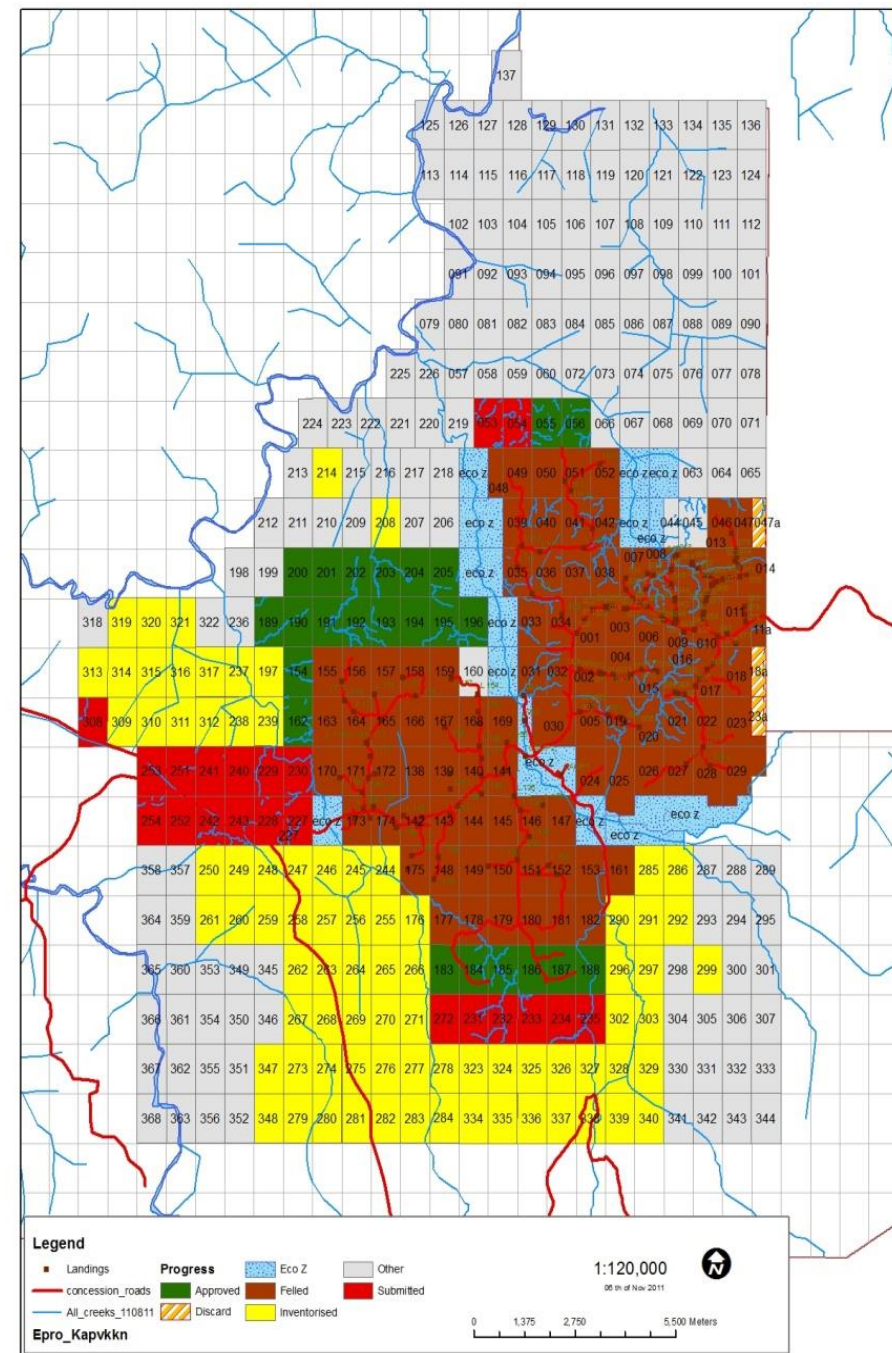 137
125 126 127 128 129 130 131 132 133 134 135 136
113 114 115 116 117 118 119 120 121 122 123 124
102 103 104 105 106 107 108 109 110 111 112
091 092 093 094 095 096 097 098 099 100 101
079 080 081 082 083 084 085 086 087 088 089 090
225 226 057 058 059 060 072 073 074 075 076 077 078
224 223 222 221 220 219 053 054 055 056 066 067 068 069 070 071
213 214 215 216 217 218 eco z 049 050 051 052 eco z eco z 063 064 065
048
212 211 210 209 208 207 206 eco z 039 040 041 042 eco z 044 045 046 047 047a
eco z 013
007 008
198 199 200 201 202 203 204 205 eco z 035 036 037 038 014
318 319 320 321 322 236 189 190 191 192 193 194 195 196 eco z 033 034 001 003 006 009 010 011 11a
313 314 315 316 317 237 197 154 155 156 157 158 159 160 eco z 031 032 002 004 015 016 017 018 18a
308 309 310 311 312 238 239 162 163 164 165 166 167 168 169 030 005 019 020 021 022 023 23a
253 251 241 240 229 230 170 171 172 138 139 140 141 eco z 024 025 026 027 028 029
254 252 242 243 228 227 eco z 173 174 142 143 144 145 146 147 eco z eco z eco z
227
358 357 250 249 248 247 246 245 244 175 148 149 150 151 152 153 161 285 286 287 288 289
364 359 261 260 259 258 257 256 255 176 177 178 179 180 181 182 290 291 292 293 294 295
365 360 353 349 345 262 263 264 265 266 183 184 185 186 187 188 296 297 298 299 300 301
366 361 354 350 346 267 268 269 270 271 272 231 232 233 234 235 302 303 304 305 306 307
367 362 355 351 347 273 274 275 276 277 278 323 324 325 326 327 328 329 330 331 332 333
368 363 356 352 348 279 280 281 282 283 284 334 335 336 337 338 339 340 341 342 343 344
Legend
Landings
concession_roads
All_creeks_110811
Progress
Approved
Discard
Eco Z
Felled
Inventorised
Other
Submitted
Epro_Kapvkkn
1:120,000
06 th of Nov 2011
N
0 1,375 2,750 5,500 Meters